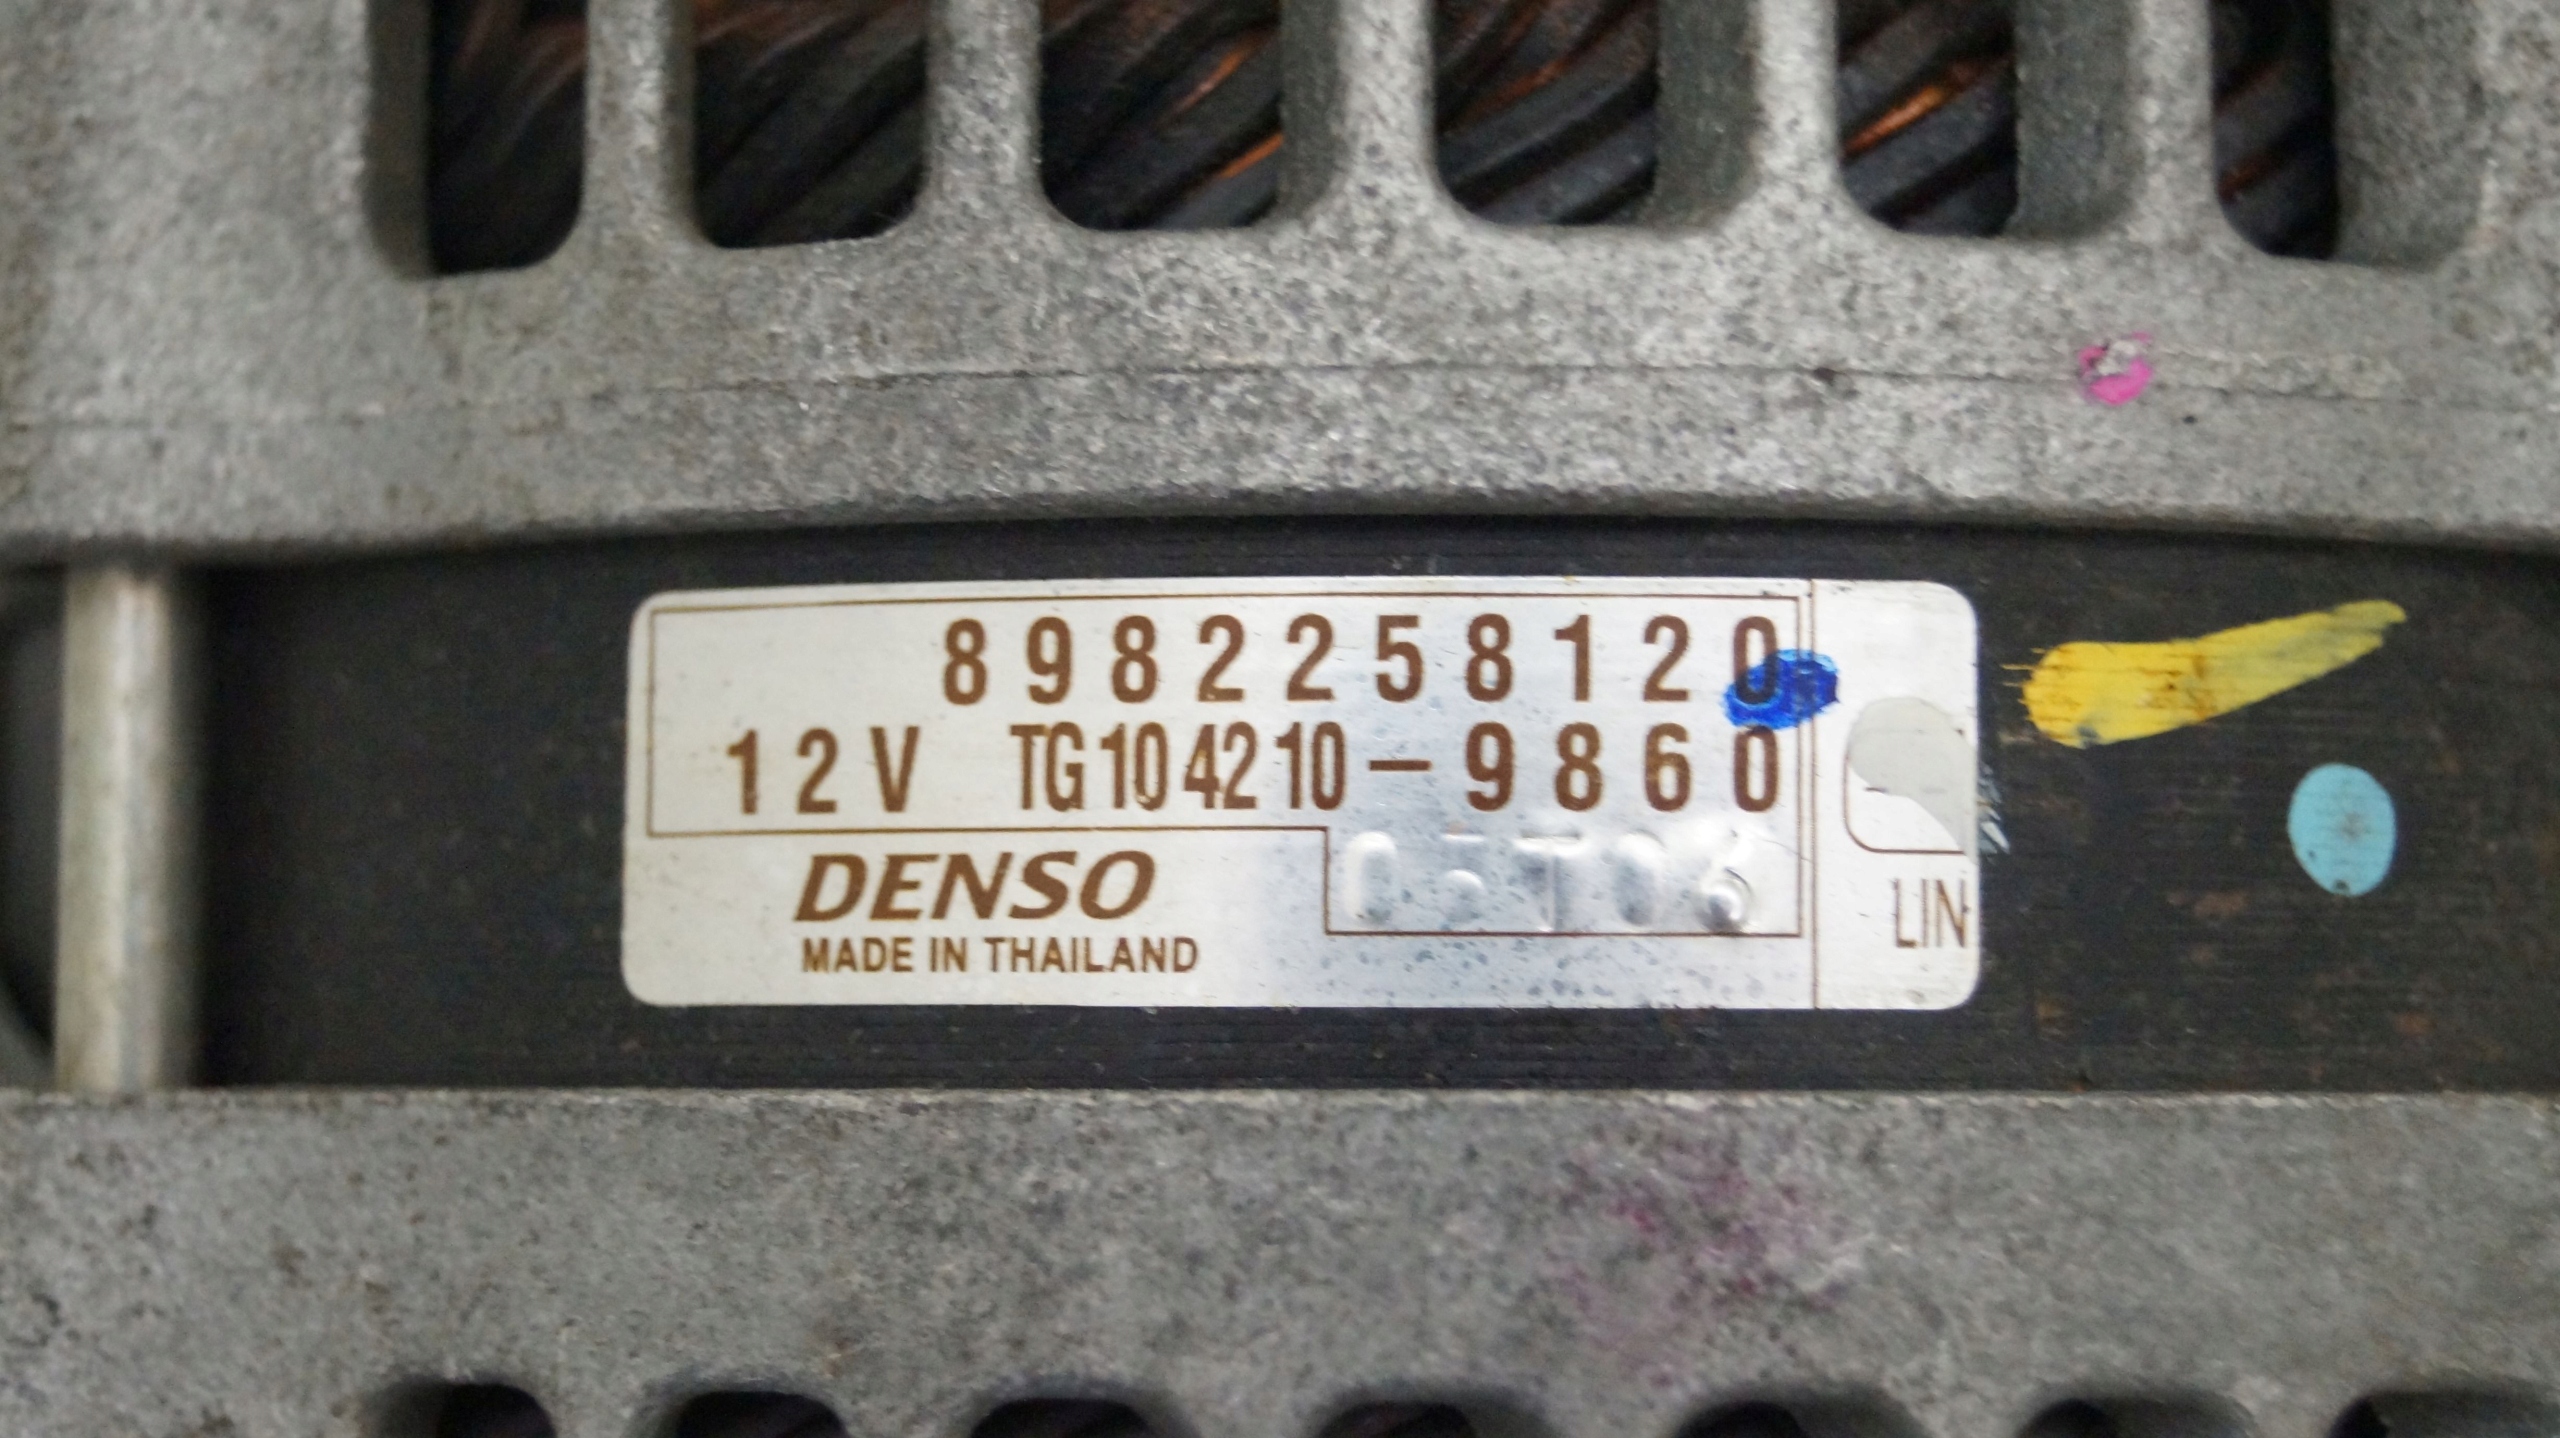 8982258120
12V TG104210-9860
DENSO
MADE IN THAILAND
LIN